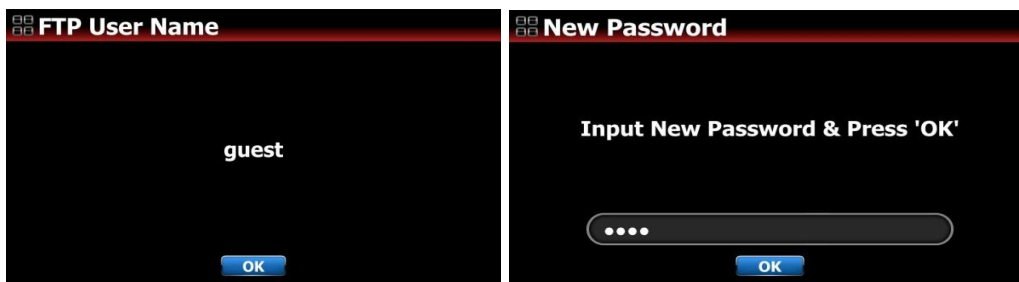 FTP User Name
guest
OK
New Password
Input New Password & Press 'OK'
••••
OK